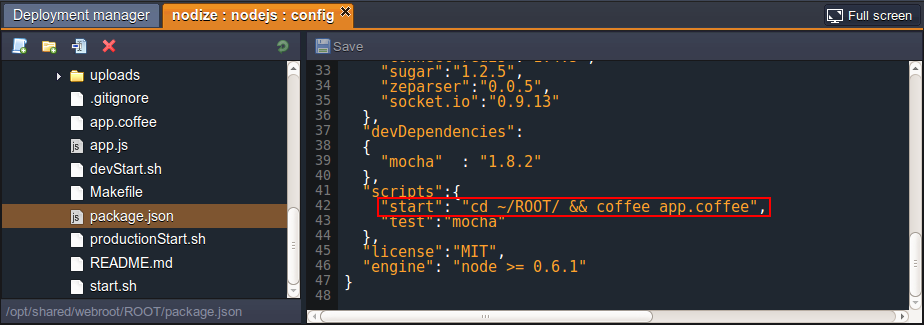 Deployment manager
nodize : nodejs : config
Full screen
Save
uploads
.gitignore
app.coffee
app.js
devStart.sh
Makefile
package.json
productionStart.sh
README.md
start.sh
/opt/shared/webroot/ROOT/package.json
33 "sugar":"1.2.5",
34 "zeparser":"0.0.5",
35 "socket.io":"0.9.13"
36 },
37 "devDependencies":
38 {
39 "mocha"  : "1.8.2"
40 },
41 "scripts":{
42 "start": "cd ~/ROOT/ && coffee app.coffee",
43 "test":"mocha"
44 },
45 "license":"MIT",
46 "engine": "node >= 0.6.1"
47 }
48